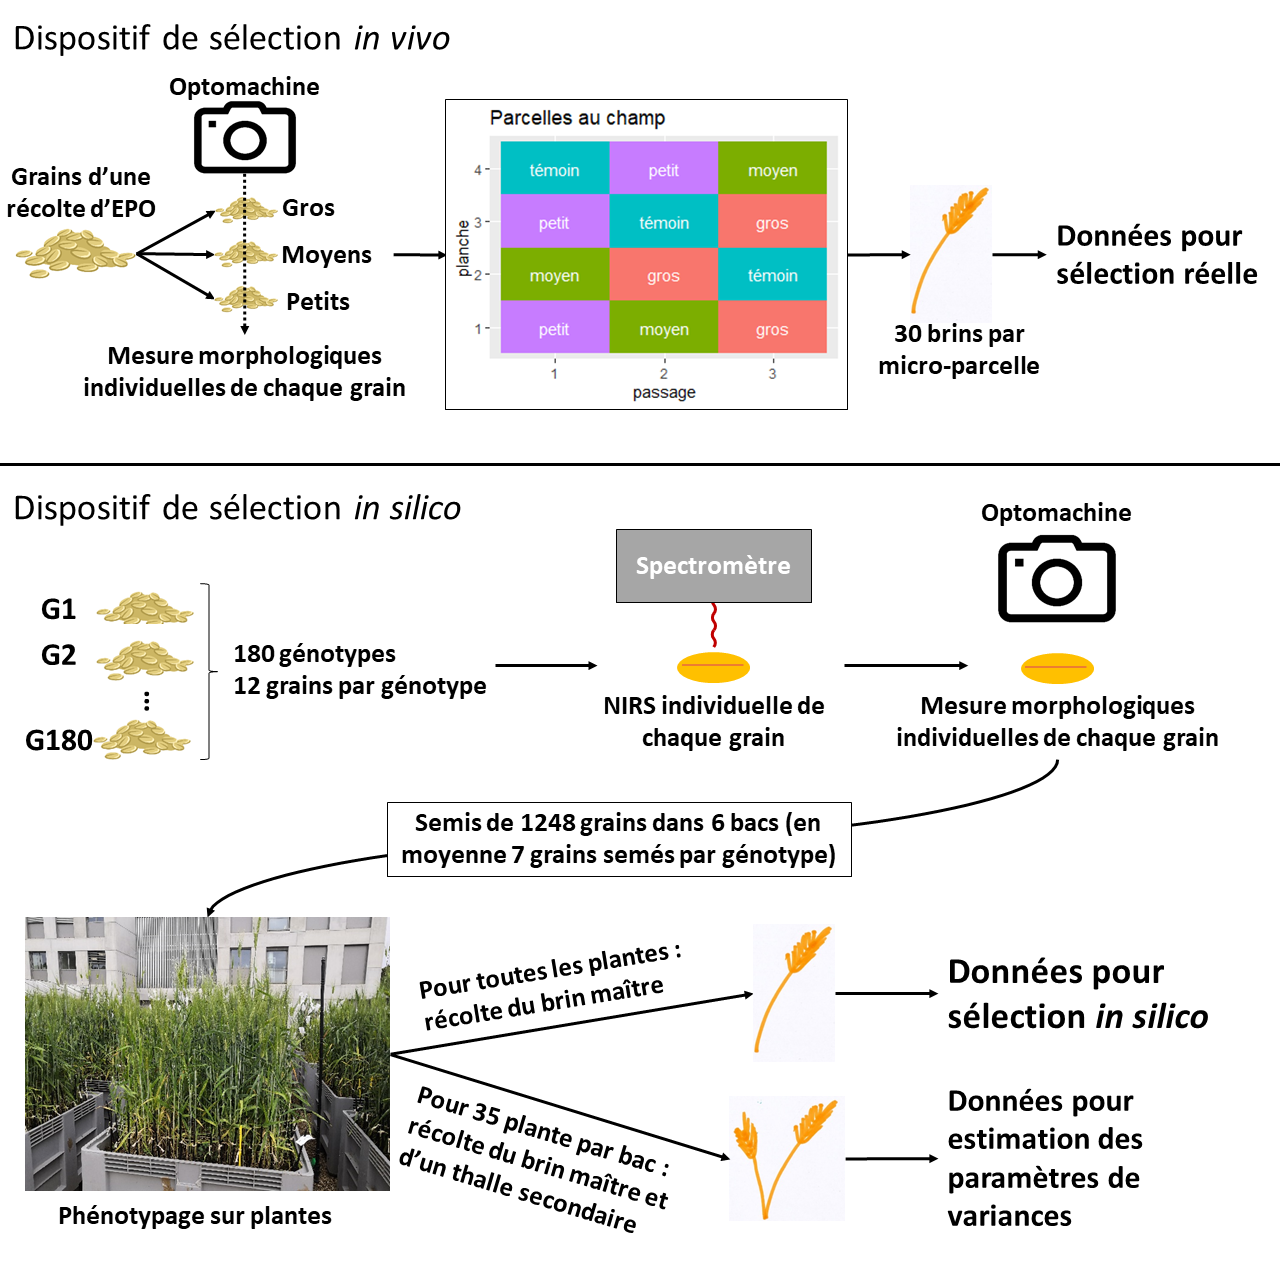 Dispositif de sélection in vivo
Optomachine
Grains d’une
récolte d’EPO
Gros
Moyens
Petits
Mesure morphologiques
individuelles de chaque grain
Parcelles au champ
planche
4
témoin petit moyen
3
petit témoin gros
2
moyen gros témoin
1
petit moyen gros
1 2 3
passage
30 brins par
micro-parcelle
Données pour
sélection réelle
Dispositif de sélection in silico
G1
G2
...
G180
180 génotypes
12 grains par génotype
Spectromètre
NIRS individuelle de
chaque grain
Optomachine
Mesure morphologiques
individuelles de chaque grain
Semis de 1248 grains dans 6 bacs (en
moyenne 7 grains semés par génotype)
Phénotypage sur plantes
Pour toutes les plantes :
récolte du brin maître
Données pour
sélection in silico
Pour 35 plante par bac :
récolte du brin maître et
d’un thalle secondaire
Données pour
estimation des
paramètres de
variances